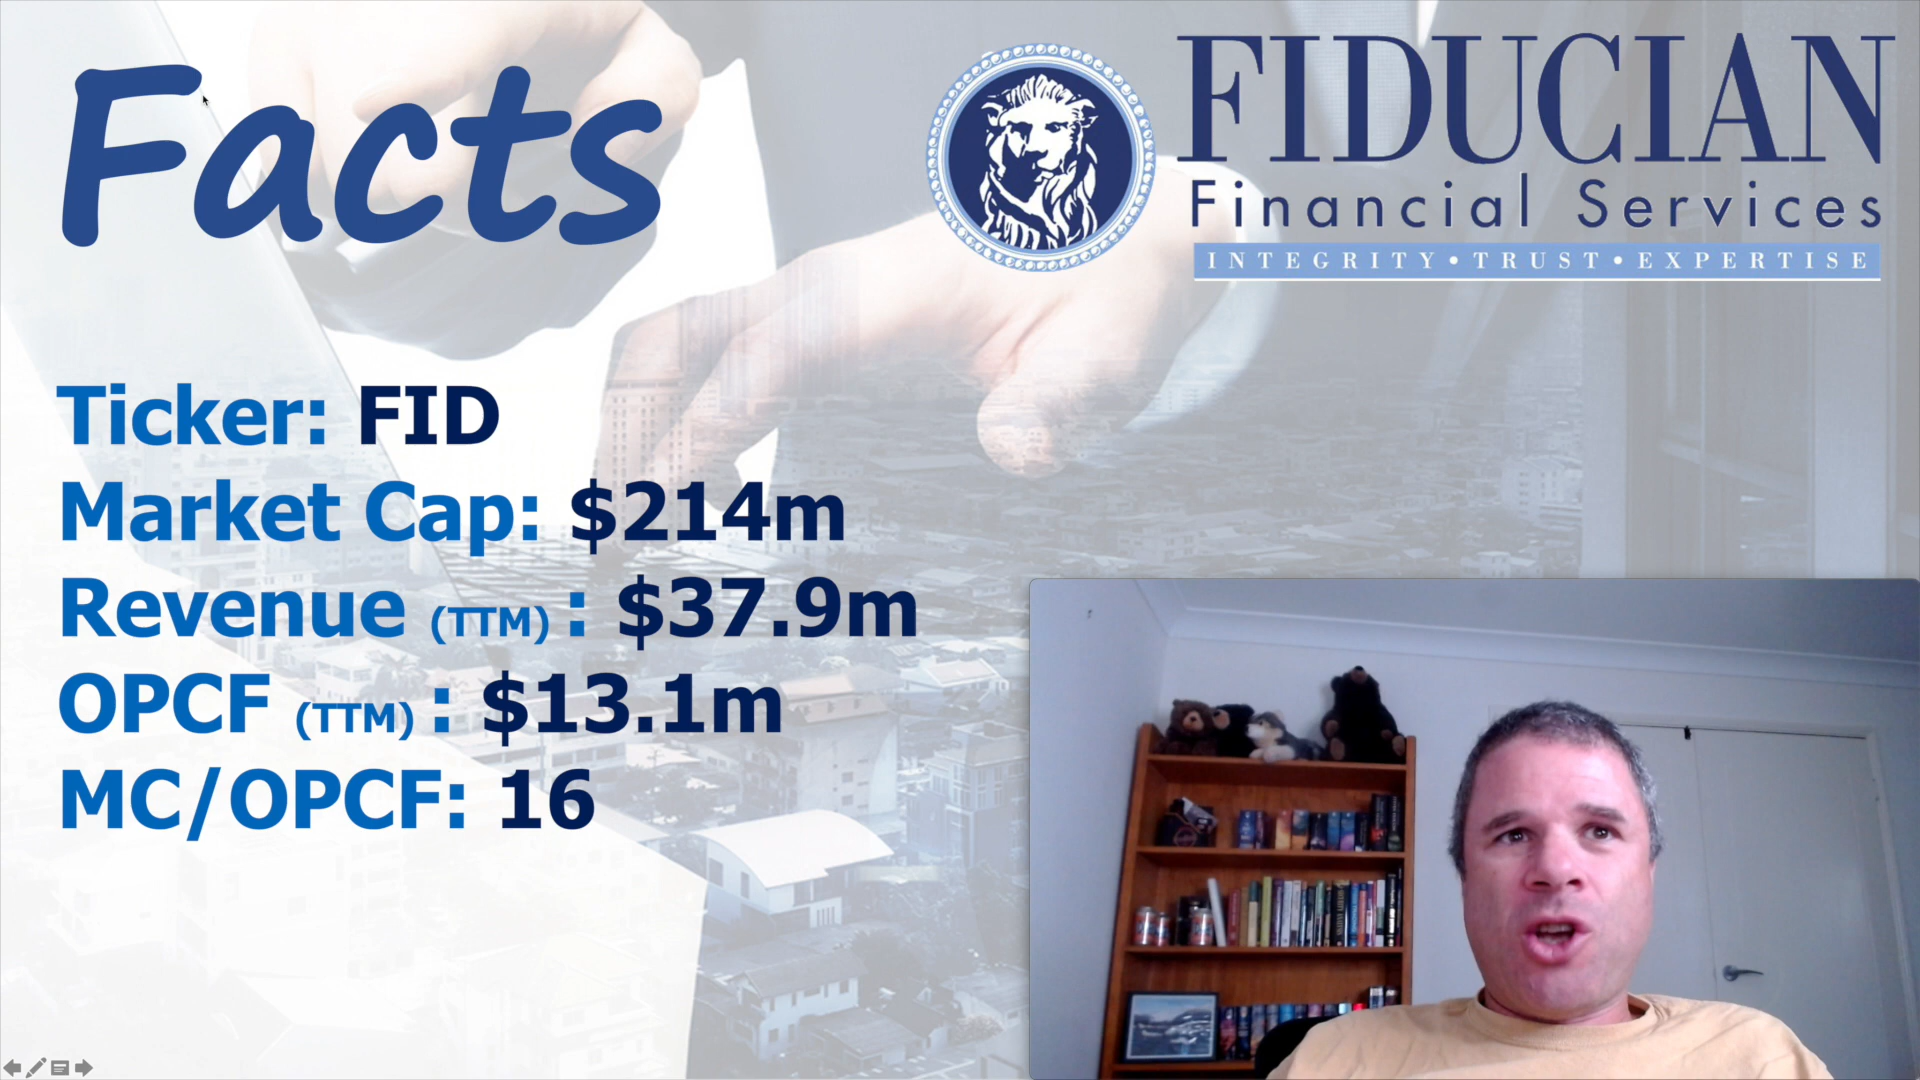 Facts
FIDUCIAN
Financial Services
INTEGRITY • TRUST • EXPERTISE
Ticker: FID
Market Cap: $214m
Revenue (TTM) : $37.9m
OPCF (TTM) : $13.1m
MC/OPCF: 16